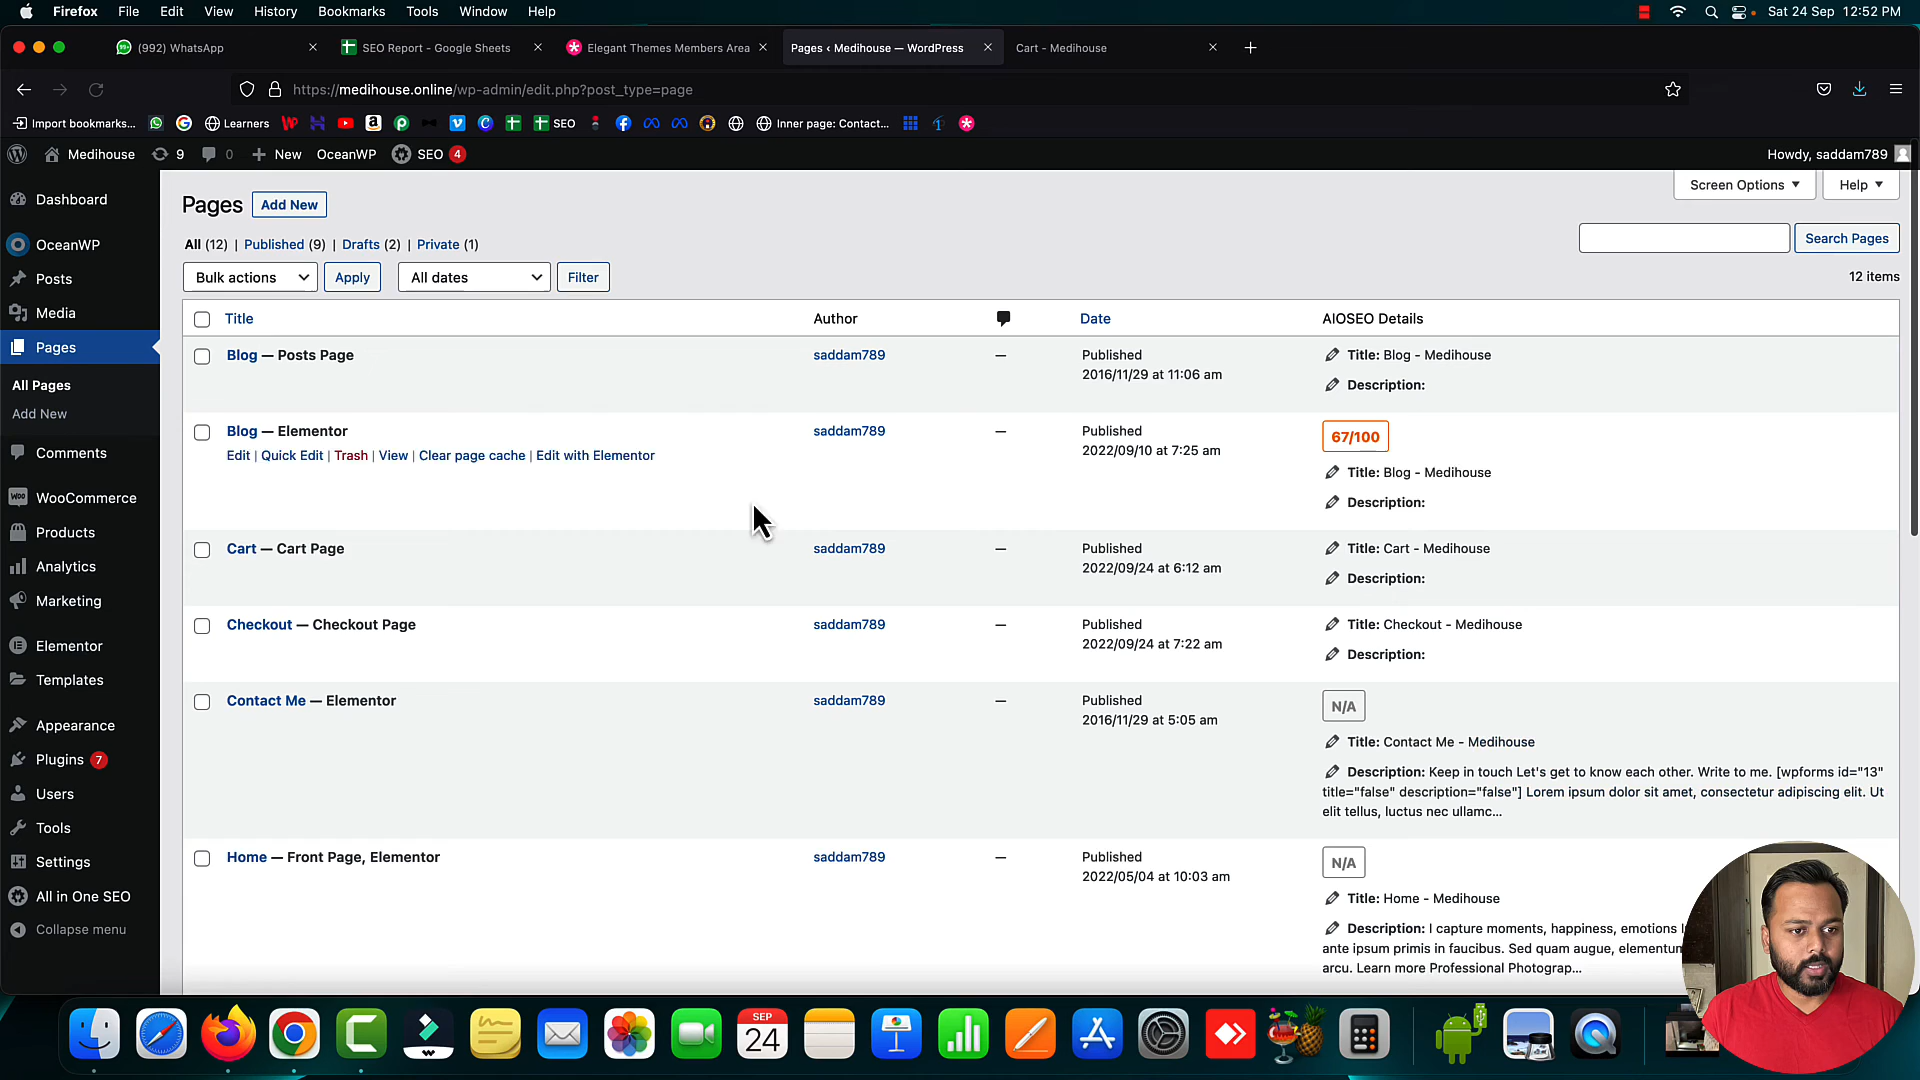 Firefox File Edit View History Bookmarks Tools Window Help Sat 24 Sep 12:52 PM
(992) WhatsApp SEO Report - Google Sheets Elegant Themes Members Area Pages ‹ Medihouse — WordPress Cart - Medihouse
https://medihouse.online/wp-admin/edit.php?post_type=page
Import bookmarks... Learners SEO Inner page: Contact...
Medihouse 9 0 New OceanWP SEO 4 Howdy, saddam789
Dashboard
OceanWP
Posts
Media
Pages
All Pages
Add New
Comments
WooCommerce
Products
Analytics
Marketing
Elementor
Templates
Appearance
Plugins 7
Users
Tools
Settings
All in One SEO
Collapse menu
Pages Add New
Screen Options Help
All (12) | Published (9) | Drafts (2) | Private (1)
Search Pages
Bulk actions Apply All dates Filter
12 items
Title Author Date AIOSEO Details
Blog — Posts Page saddam789 — Published
2016/11/29 at 11:06 am
Title: Blog - Medihouse
Description:
Blog — Elementor saddam789 — Published
2022/09/10 at 7:25 am
Edit | Quick Edit | Trash | View | Clear page cache | Edit with Elementor
67/100
Title: Blog - Medihouse
Description:
Cart — Cart Page saddam789 — Published
2022/09/24 at 6:12 am
Title: Cart - Medihouse
Description:
Checkout — Checkout Page saddam789 — Published
2022/09/24 at 7:22 am
Title: Checkout - Medihouse
Description:
Contact Me — Elementor saddam789 — Published
2016/11/29 at 5:05 am
N/A
Title: Contact Me - Medihouse
Description: Keep in touch Let's get to know each other. Write to me. [wpforms id="13"
title="false" description="false"] Lorem ipsum dolor sit amet, consectetur adipiscing elit. Ut
elit tellus, luctus nec ullamc...
Home — Front Page, Elementor saddam789 — Published
2022/05/04 at 10:03 am
N/A
Title: Home - Medihouse
Description: I capture moments, happiness, emotions
ante ipsum primis in faucibus. Sed quam augue, elementum
arcu. Learn more Professional Photograp...
SEP
24